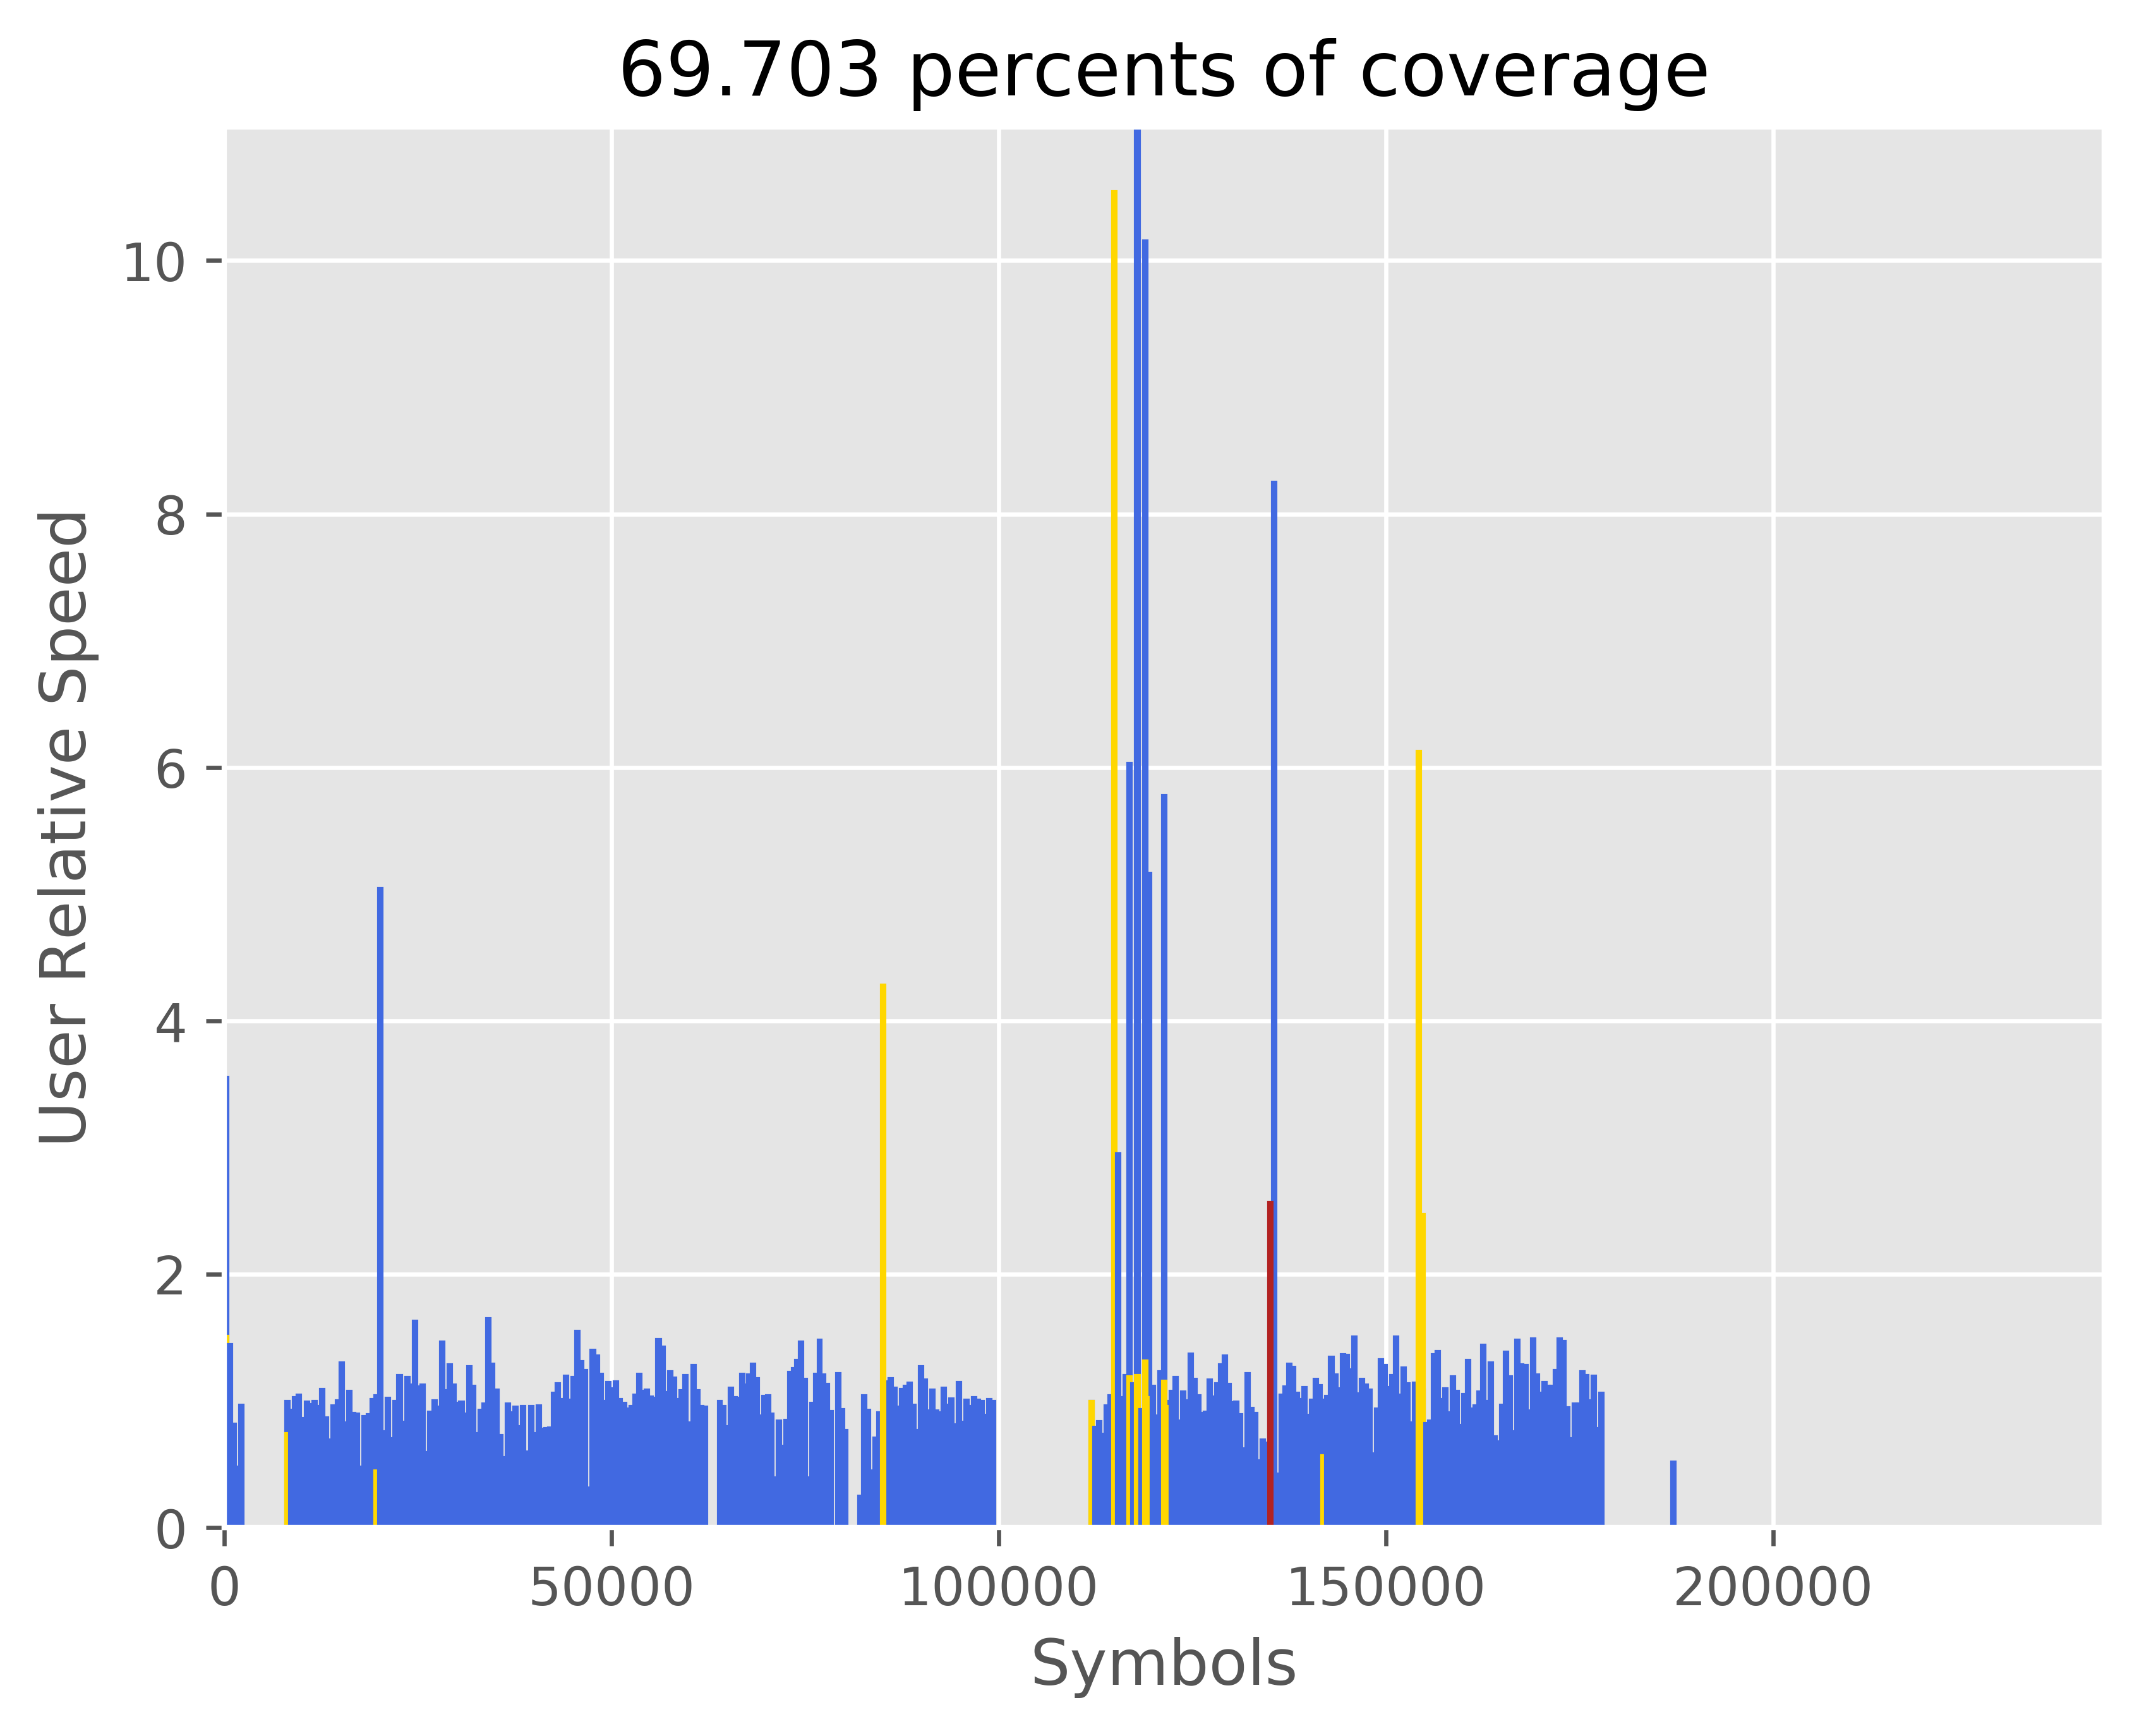 69.703 percents of coverage
User Relative Speed
10
8
6
4
2
0
0 50000 100000 150000 200000
Symbols